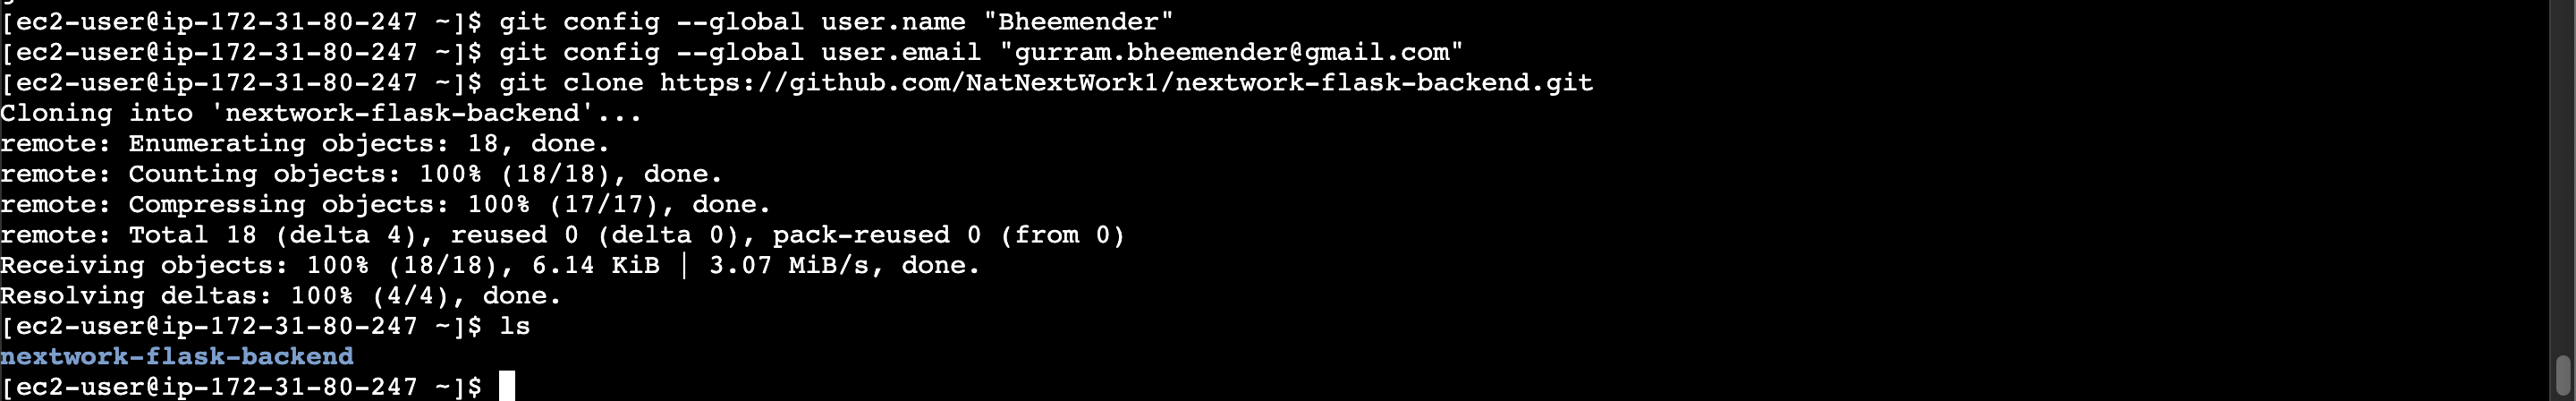 [ec2-user@ip-172-31-80-247 ~]$ git config --global user.name "Bheemender"
[ec2-user@ip-172-31-80-247 ~]$ git config --global user.email "gurram.bheemender@gmail.com"
[ec2-user@ip-172-31-80-247 ~]$ git clone https://github.com/NatNextWork1/nextwork-flask-backend.git
Cloning into 'nextwork-flask-backend'...
remote: Enumerating objects: 18, done.
remote: Counting objects: 100% (18/18), done.
remote: Compressing objects: 100% (17/17), done.
remote: Total 18 (delta 4), reused 0 (delta 0), pack-reused 0 (from 0)
Receiving objects: 100% (18/18), 6.14 KiB | 3.07 MiB/s, done.
Resolving deltas: 100% (4/4), done.
[ec2-user@ip-172-31-80-247 ~]$ ls
nextwork-flask-backend
[ec2-user@ip-172-31-80-247 ~]$